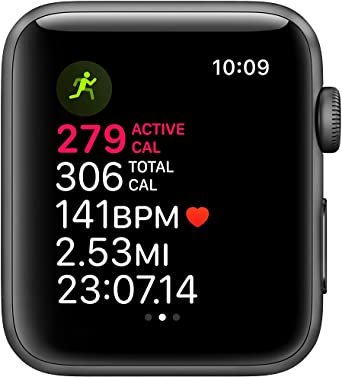 10:09
279 ACTIVE CAL
306 TOTAL CAL
141BPM
2.53MI
23:07.14